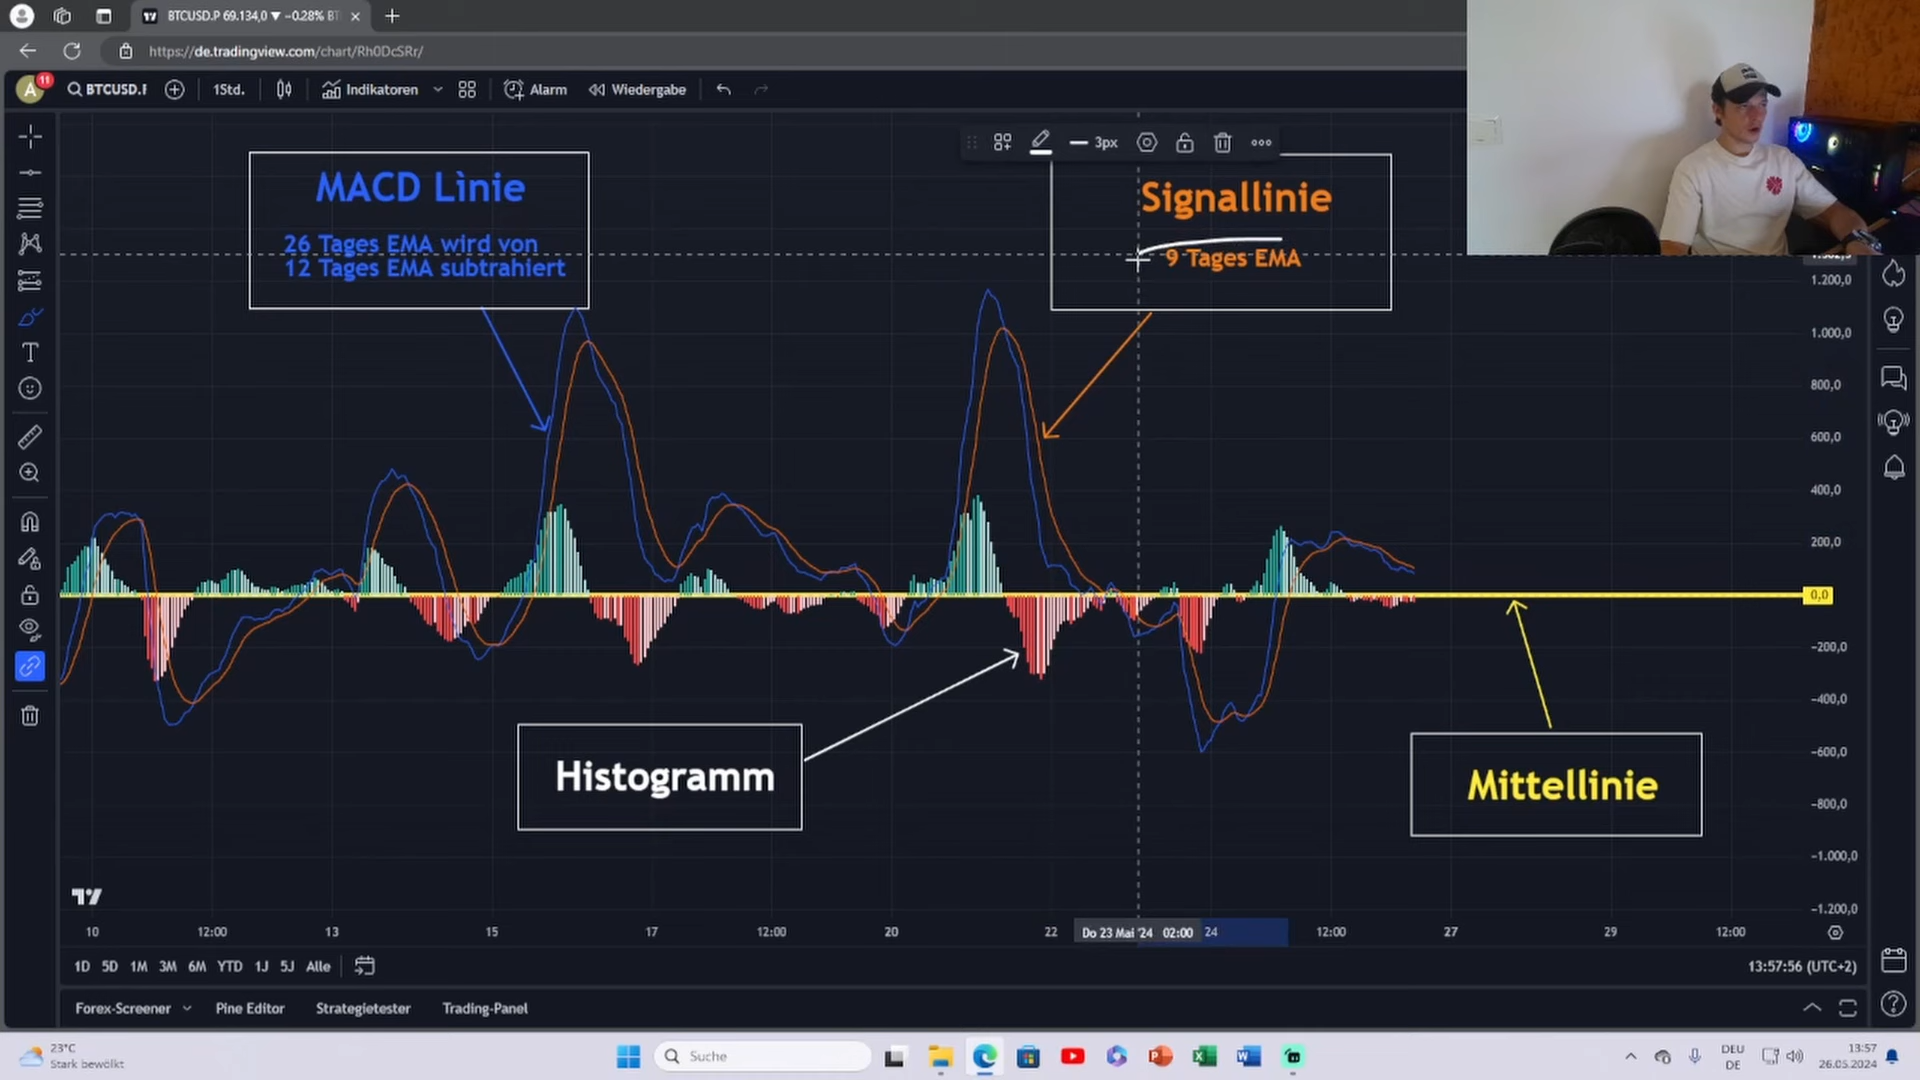 BTCUSD.P 69.134,0 ▼ −0.28% BT
https://de.tradingview.com/chart/Rh0DcSRr/
A
11
BTCUSD.F
1Std.
Indikatoren
Alarm
Wiedergabe
3px
MACD Lìnie
26 Tages EMA wird von
12 Tages EMA subtrahiert
Signallinie
9 Tages EMA
Histogramm
Mittellinie
1.200,0
1.000,0
800,0
600,0
400,0
200,0
0,0
−200,0
−400,0
−600,0
−800,0
−1.000,0
−1.200,0
10
12:00
13
15
17
12:00
20
22
Do 23 Mai '24 02:00
24
12:00
27
29
12:00
1D 5D 1M 3M 6M YTD 1J 5J Alle
13:57:56 (UTC+2)
Forex-Screener
Pine Editor
Strategietester
Trading-Panel
23°C
Stark bewölkt
Suche
DEU
DE
13:57
26.05.2024